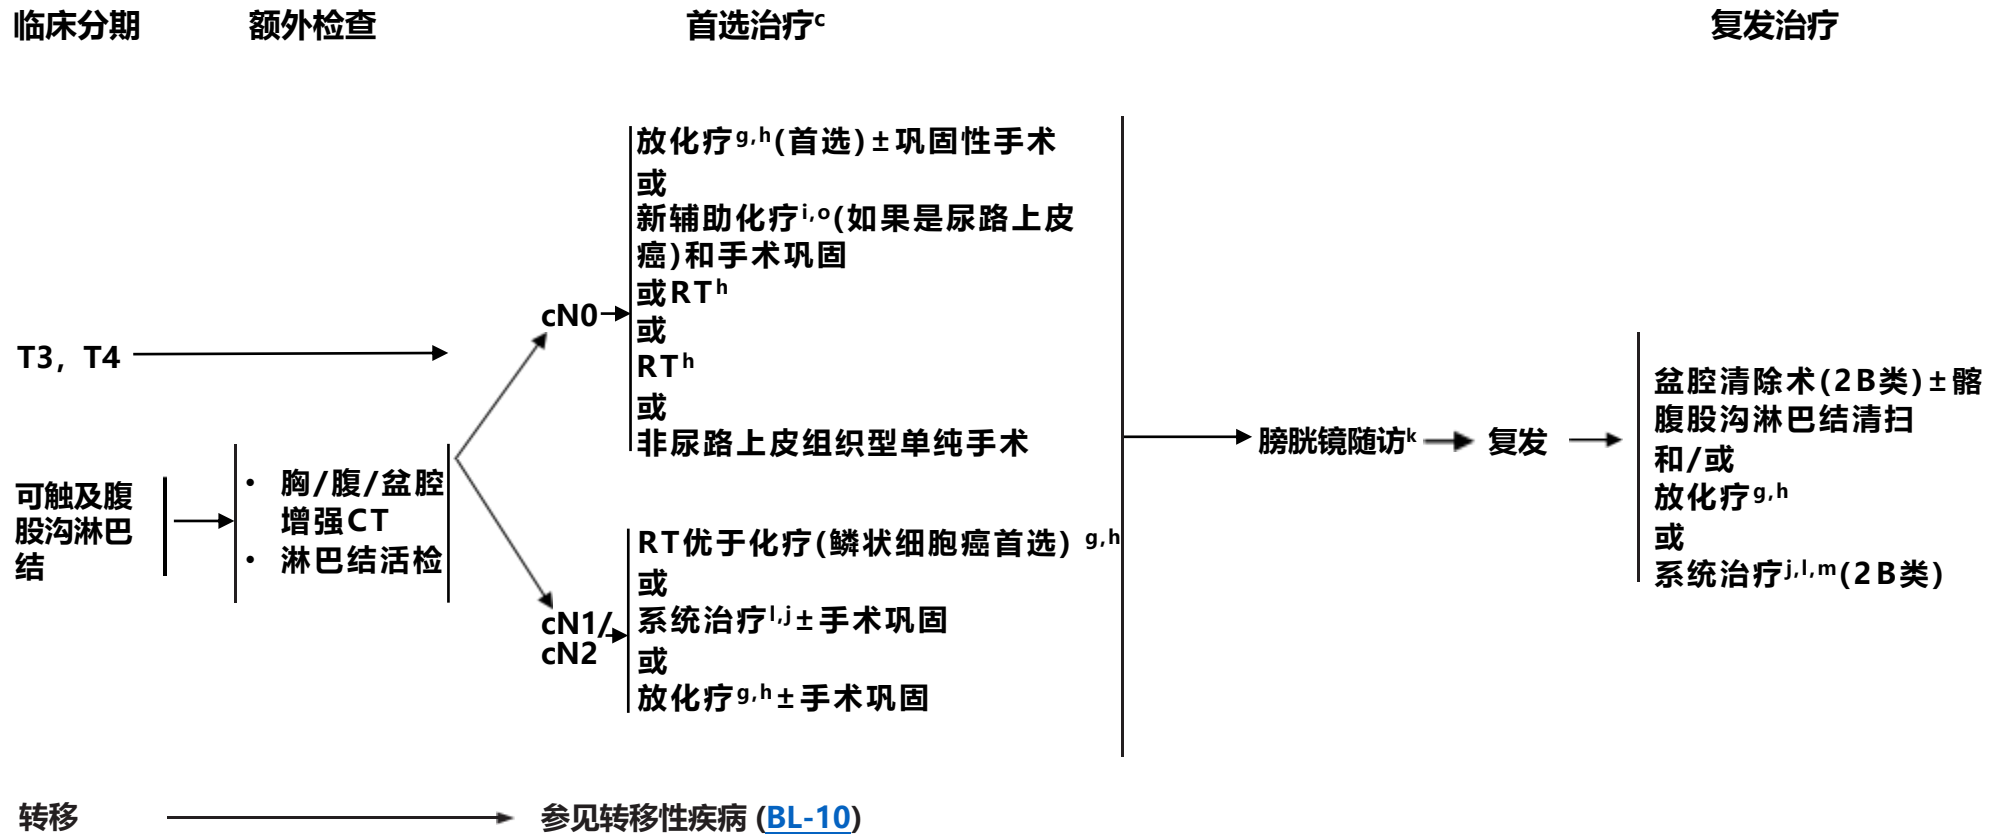 临床分期
额外检查
首选治疗c
复发治疗
T3, T4
可触及腹
股沟淋巴
结
• 胸/腹/盆腔
增强CT
• 淋巴结活检
cN0
放化疗g,h(首选)±巩固性手术
或
新辅助化疗i,o(如果是尿路上皮
癌)和手术巩固
或RTh
或
RTh
或
非尿路上皮组织型单纯手术
cN1/
cN2
RT优于化疗(鳞状细胞癌首选) g,h
或
系统治疗l,j±手术巩固
或
放化疗g,h±手术巩固
膀胱镜随访k
复发
盆腔清除术(2B类)±髂
腹股沟淋巴结清扫
和/或
放化疗g,h
或
系统治疗j,l,m(2B类)
转移
参见转移性疾病 (BL-10)